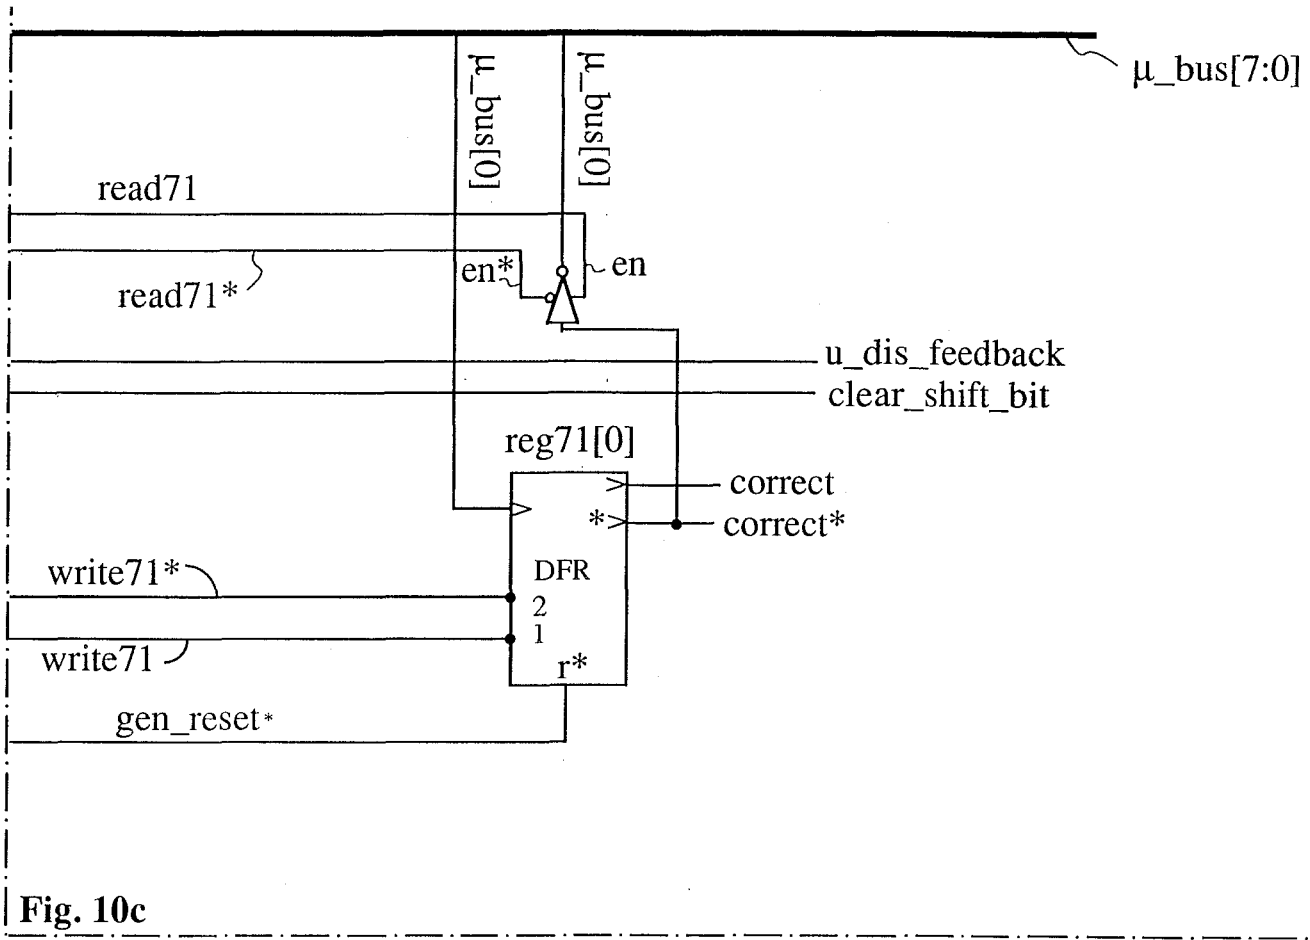 μ_bus[7:0]
μ_bus[0]
μ_bus[0]
read71
en*
en
read71*
u_dis_feedback
clear_shift_bit
reg71[0]
>
correct
>
*>
correct*
DFR
write71*
2
1
write71
r*
gen_reset*
Fig. 10c